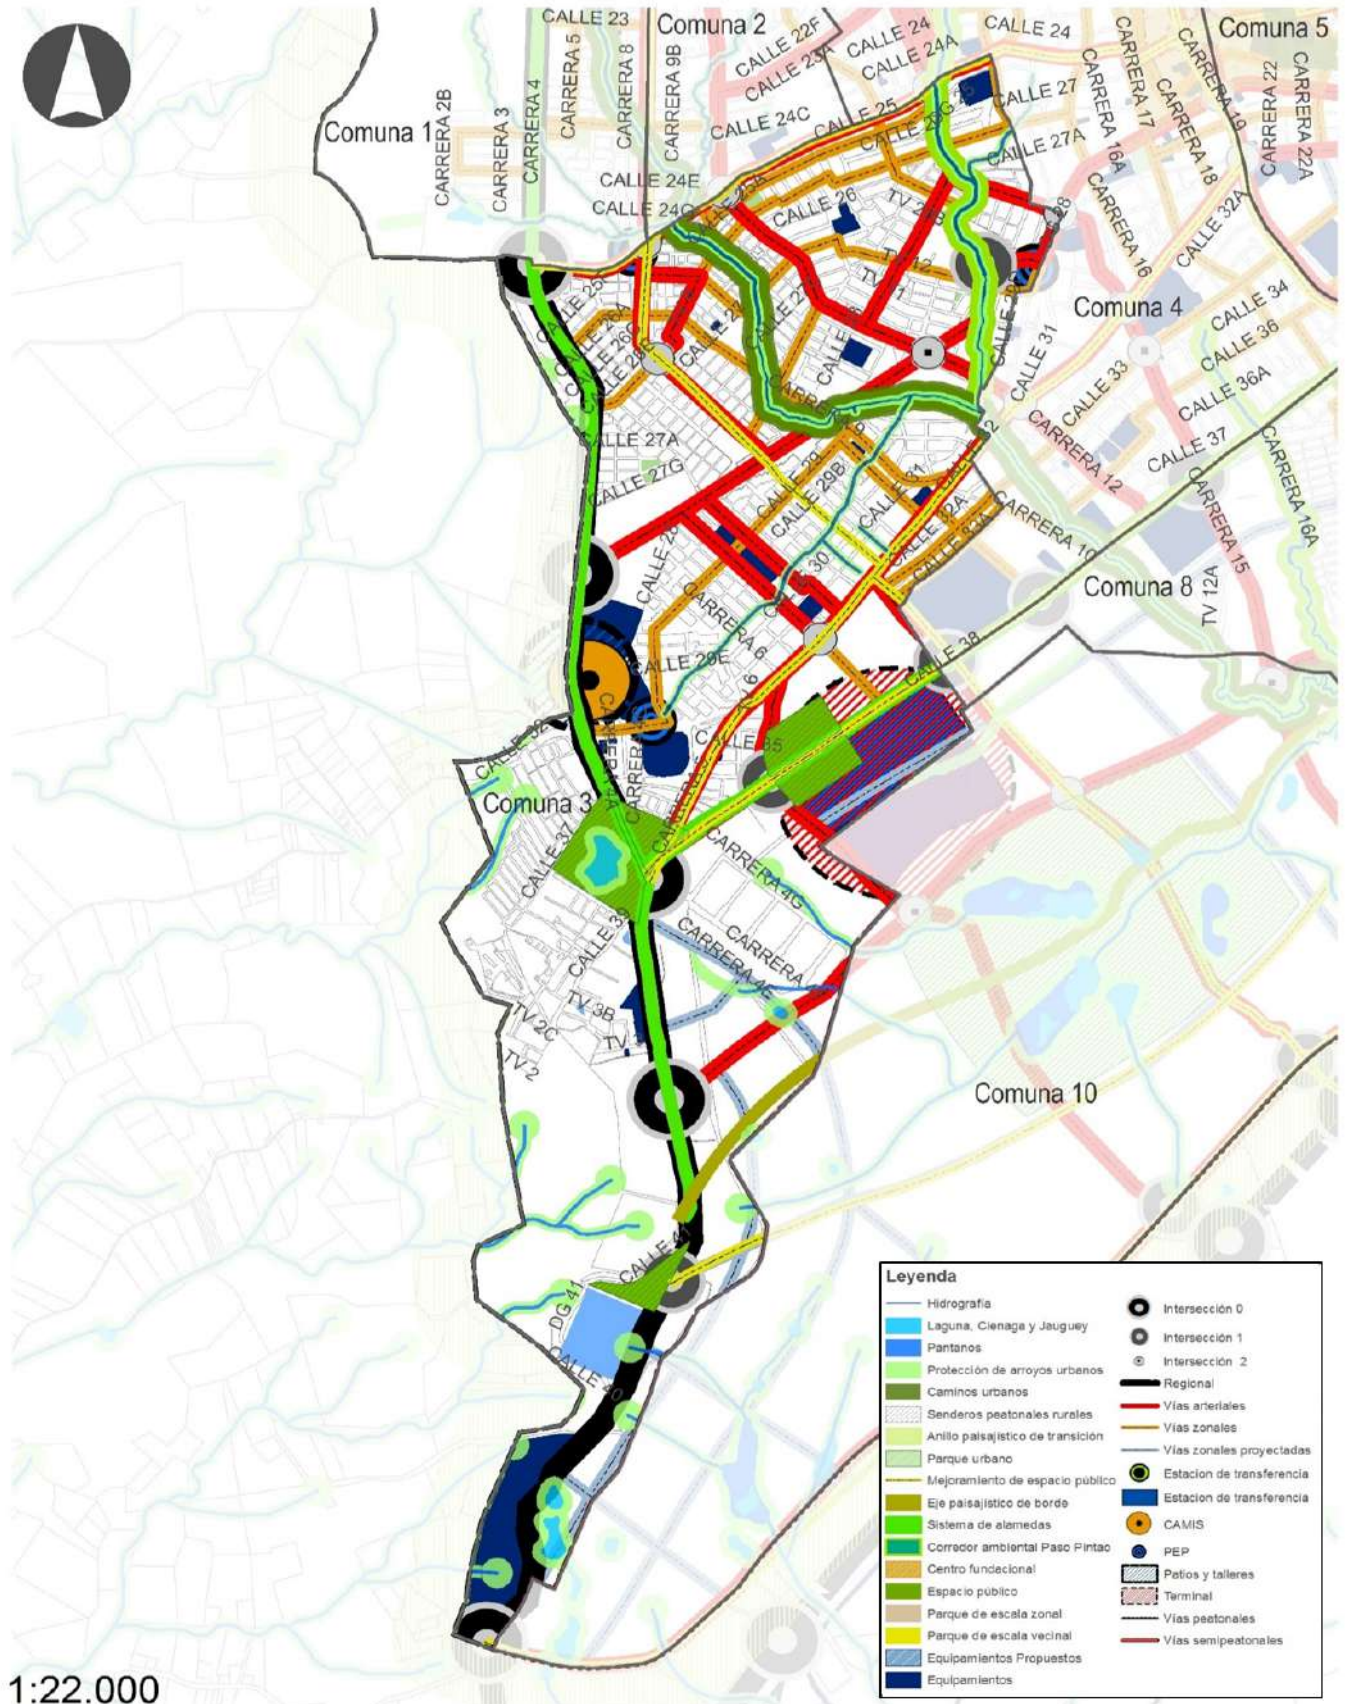 CALLE 23
Comuna 2
CALLE 22F
CALLE 23A
CALLE 24
CALLE 24A
CALLE 24
CARRERA 17
CARRERA 19
Comuna 5
CARRERA 2B
CARRERA 3
CARRERA 4
CARRERA 5
CARRERA 8
CARRERA 9B
CALLE 24C
CALLE 25
CALLE 27
CARRERA 16A
CARRERA 18
CARRERA 22
CARRERA 22A
Comuna 1
CALLE 27A
CALLE 24E
CALLE 26
CARRERA 16
CALLE 32A
Comuna 4
CALLE 34
CALLE 36
CALLE 31
CALLE 33
CALLE 36A
CALLE 27A
CALLE 27G
CALLE 29
CALLE 29B
CALLE 31
CALLE 32A
CALLE 33A
CARRERA 12
CALLE 37
CARRERA 15
CARRERA 16A
CARRERA 10
Comuna 8
TV 12A
CARRERA 6
CALLE 29E
CALLE 38
Comuna 3
CALLE 37
CARRERA 4G
CALLE 39
CARRERA 4E
TV 3B
TV 2C
TV 2
Comuna 10
DG 41
CALLE 40
Leyenda
Hidrografía
Laguna, Cienaga y Jauguey
Pantanos
Protección de arroyos urbanos
Caminos urbanos
Senderos peatonales rurales
Anillo paisajístico de transición
Parque urbano
Mejoramiento de espacio público
Eje paisajístico de borde
Sistema de alamedas
Corredor ambiental Paso Pintao
Centro fundacional
Espacio público
Parque de escala zonal
Parque de escala vecinal
Equipamientos Propuestos
Equipamientos
Intersección 0
Intersección 1
Intersección 2
Regional
Vías arteriales
Vías zonales
Vías zonales proyectadas
Estacion de transferencia
Estacion de transferencia
CAMIS
PEP
Patios y talleres
Terminal
Vías peatonales
Vías semipeatonales
1:22.000